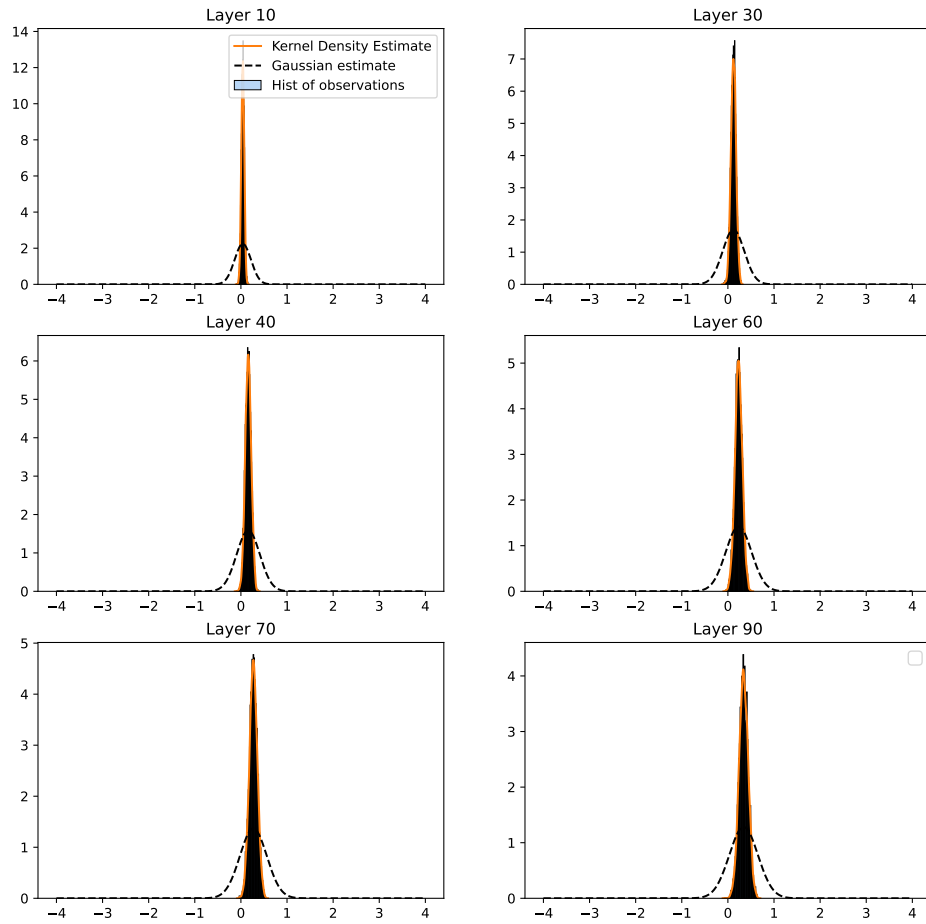 Layer 10
14
12
10
8
6
4
2
0
−4 −3 −2 −1 0 1 2 3 4
Kernel Density Estimate
Gaussian estimate
Hist of observations
Layer 30
7
6
5
4
3
2
1
0
−4 −3 −2 −1 0 1 2 3 4
Layer 40
6
5
4
3
2
1
0
−4 −3 −2 −1 0 1 2 3 4
Layer 60
5
4
3
2
1
0
−4 −3 −2 −1 0 1 2 3 4
Layer 70
5
4
3
2
1
0
−4 −3 −2 −1 0 1 2 3 4
Layer 90
4
3
2
1
0
−4 −3 −2 −1 0 1 2 3 4